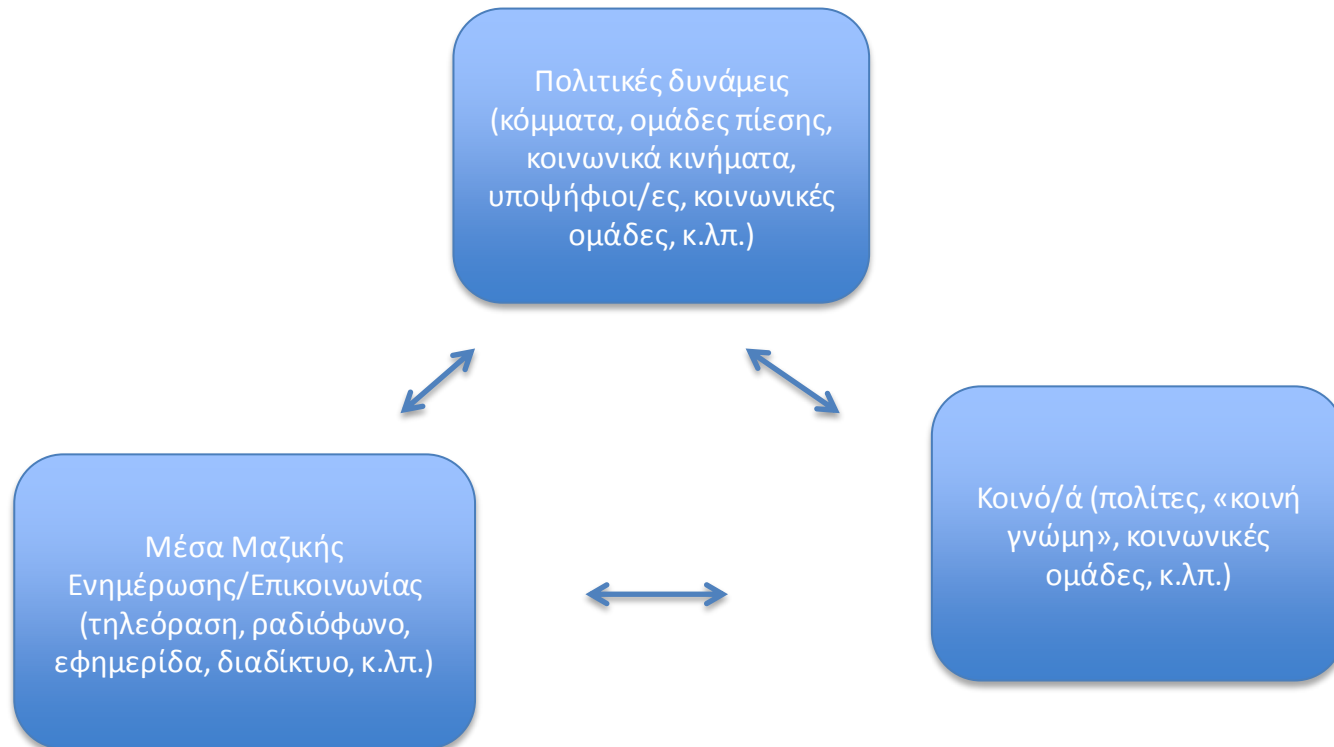 Πολιτικές δυνάμεις
(κόμματα, ομάδες πίεσης,
κοινωνικά κινήματα,
υποψήφιοι/ες, κοινωνικές
ομάδες, κ.λπ.)
Μέσα Μαζικής
Ενημέρωσης/Επικοινωνίας
(τηλεόραση, ραδιόφωνο,
εφημερίδα, διαδίκτυο, κ.λπ.)
Κοινό/ά (πολίτες, «κοινή
γνώμη», κοινωνικές
ομάδες, κ.λπ.)